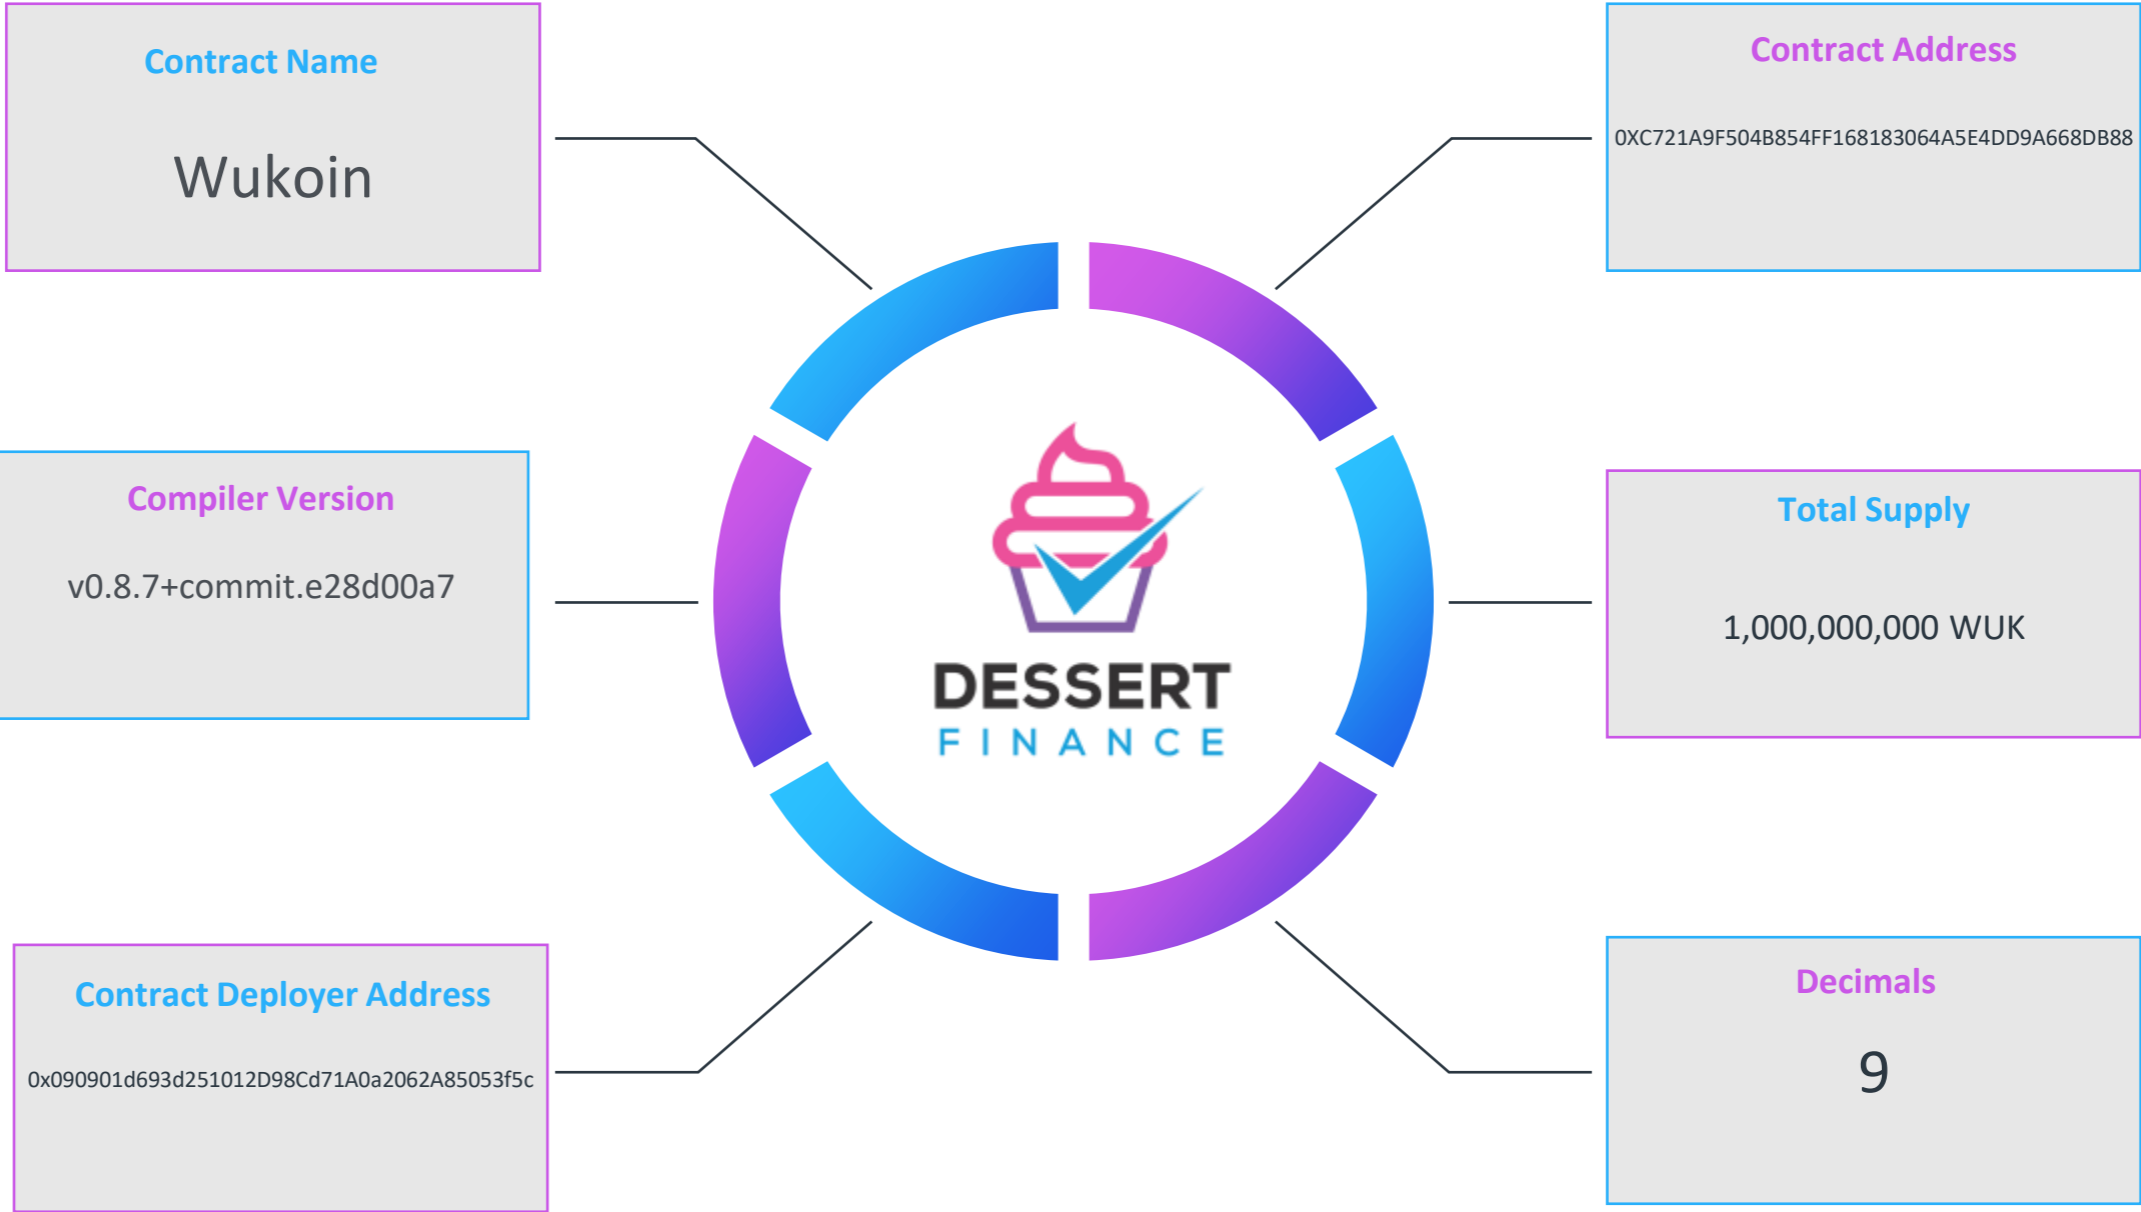 Contract Name
Wukoin
Contract Address
0XC721A9F504B854FF168183064A5E4DD9A668DB88
Compiler Version
v0.8.7+commit.e28d00a7
DESSERT
FINANCE
Total Supply
1,000,000,000 WUK
Contract Deployer Address
0x090901d693d251012D98Cd71A0a2062A85053f5c
Decimals
9